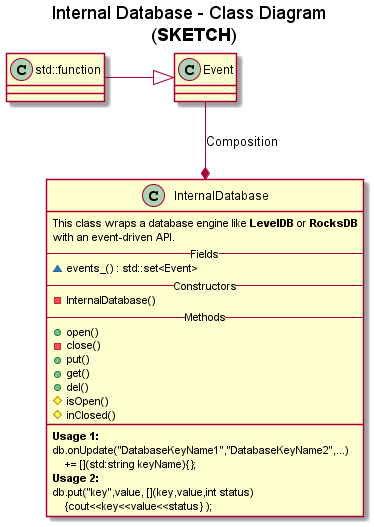 Internal Database - Class Diagram
(SKETCH)
C std::function
C Event
Composition
C InternalDatabase
This class wraps a database engine like LevelDB or RocksDB
with an event-driven API.
Fields
events_() : std::set<Event>
Constructors
InternalDatabase()
Methods
open()
close()
put()
get()
del()
isOpen()
inClosed()
Usage 1:
db.onUpdate("DatabaseKeyName1","DatabaseKeyName2",...)
+= [](std:string keyName){};
Usage 2:
db.put("key",value, [](key,value,int status)
{cout<<key<<value<<status} );